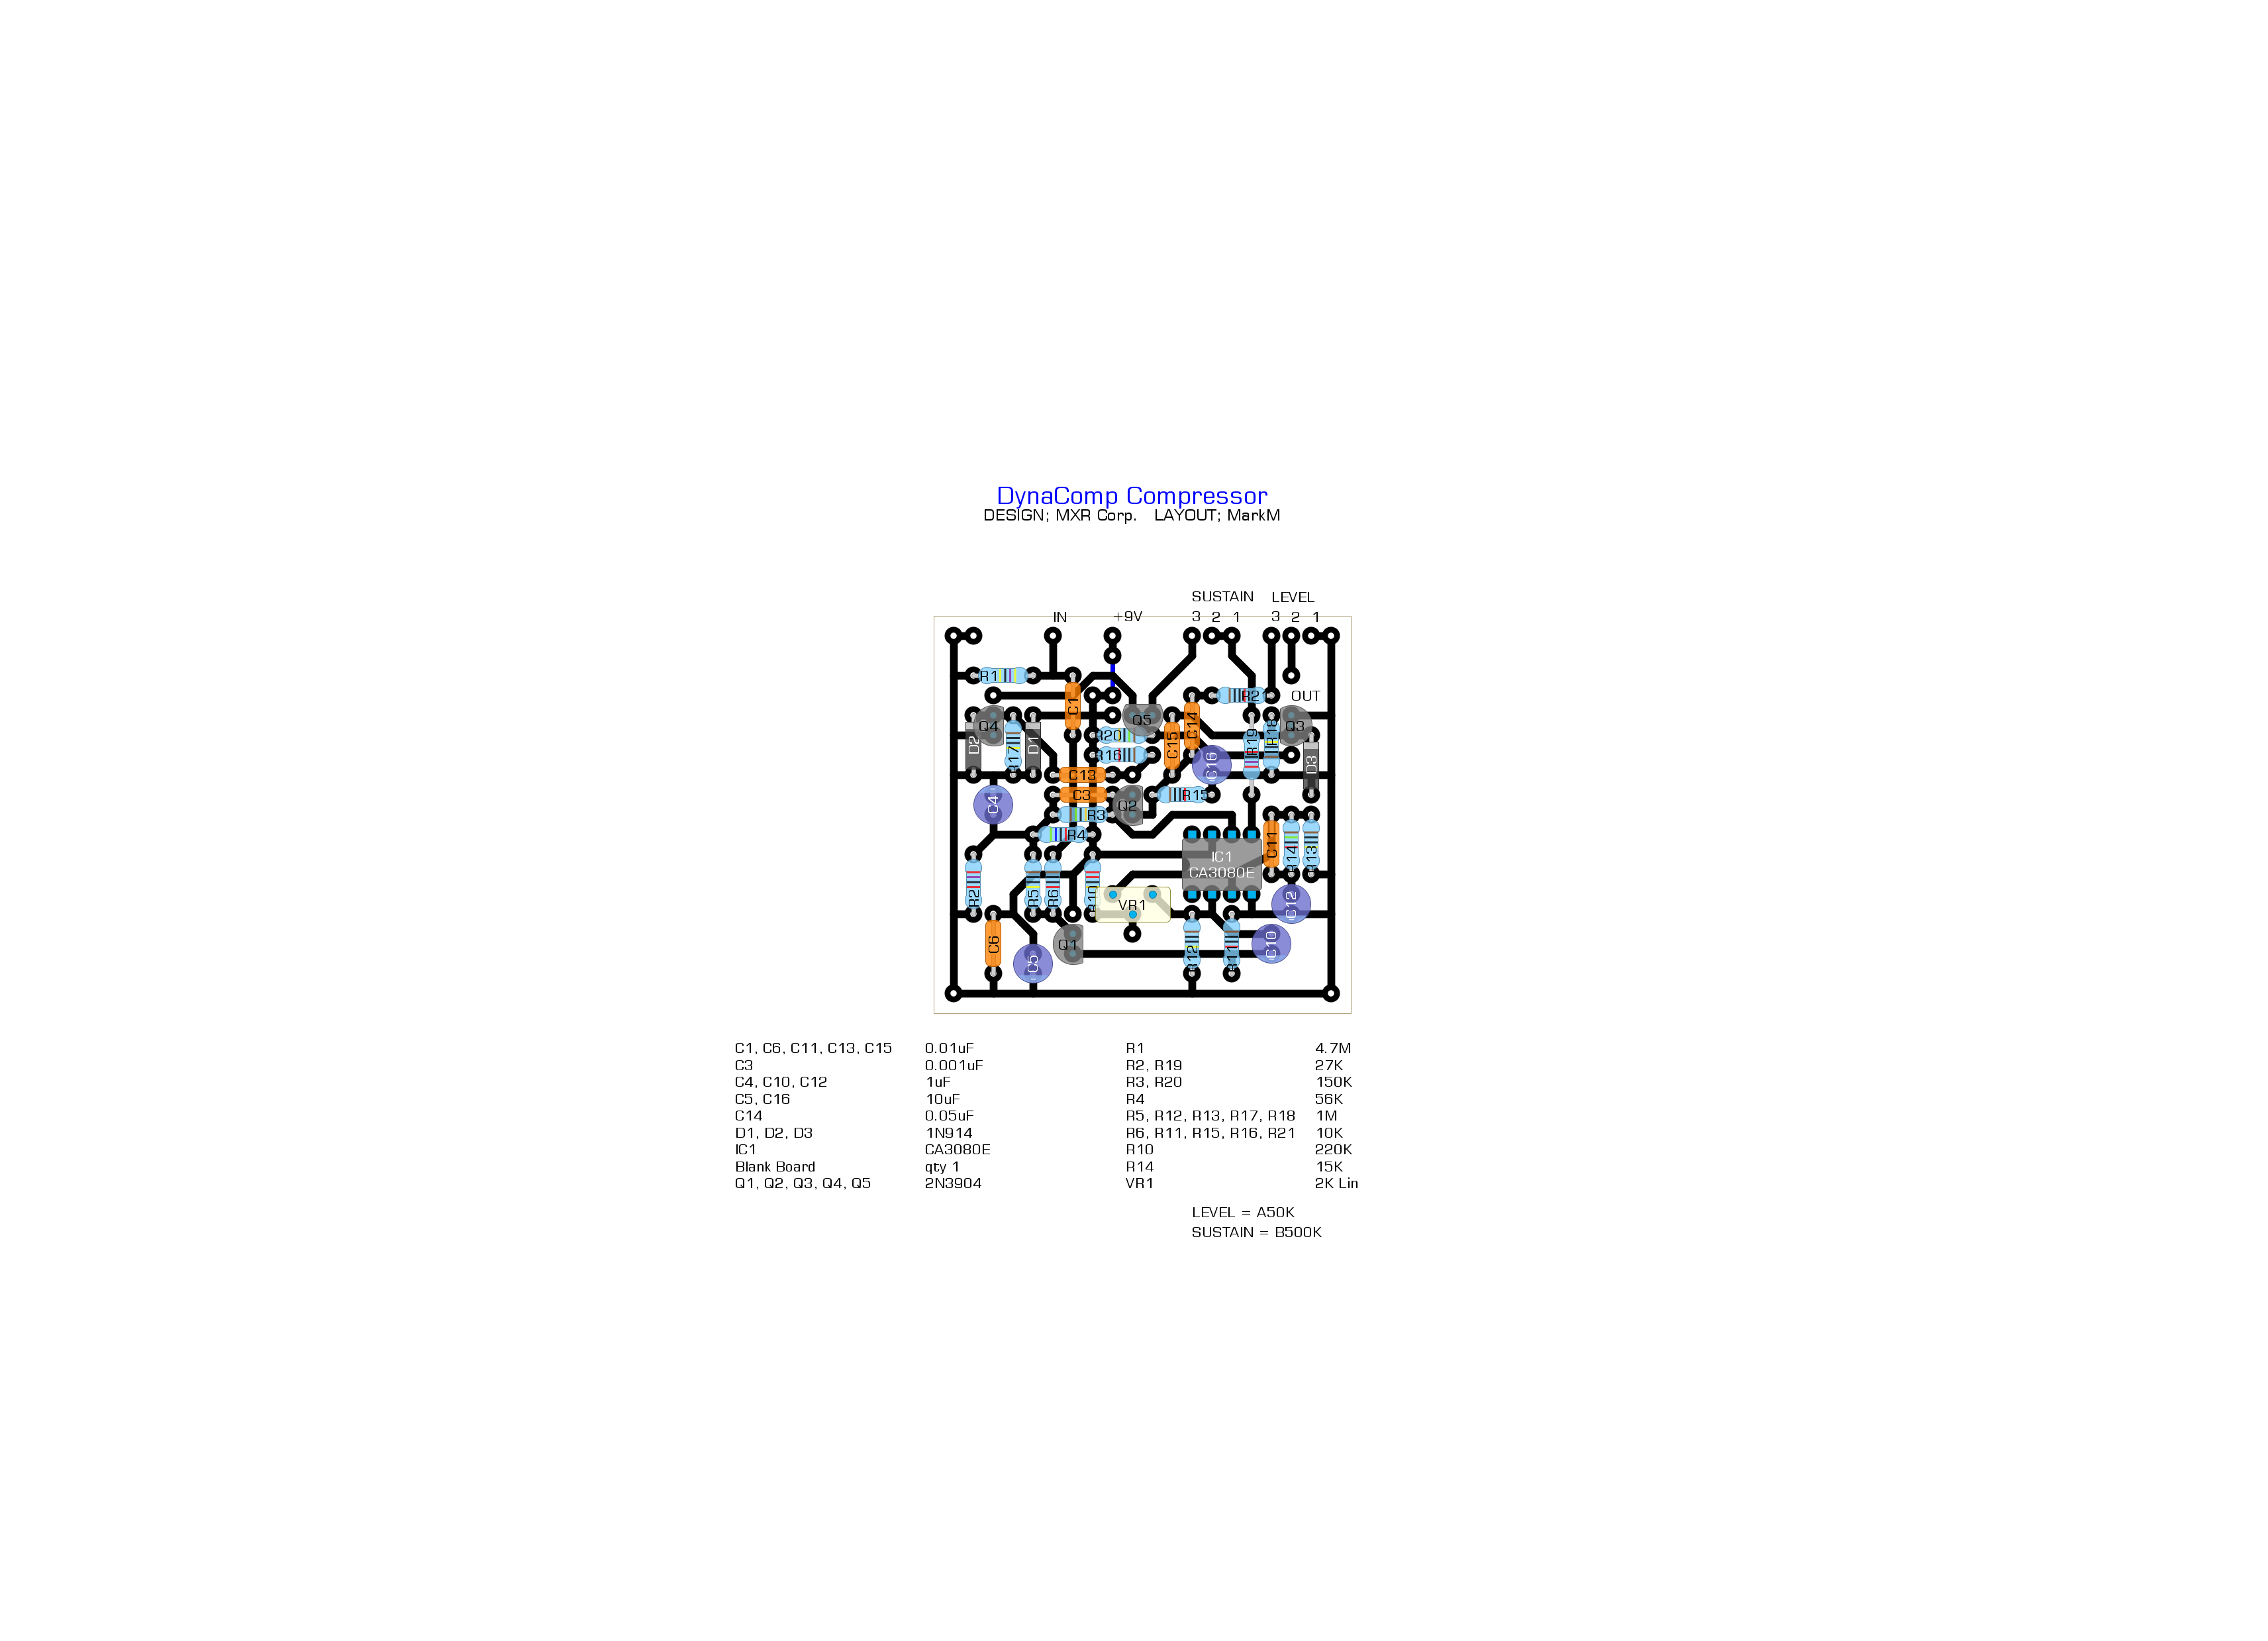 DynaComp Compressor
DESIGN; MXR Corp. LAYOUT; MarkM
SUSTAIN LEVEL
IN +9V 3 2 1 3 2 1
R1
R21 OUT
C1
Q4 Q5 C14 R18 Q3
R20
D2 R17 D1 C15 R19
R16 C16 D3
C13
C3 R15
C4 Q2
R3
R4
C11 R14 R13
IC1
CA3080E
R2 R5 R6 R10 VR1 C12
C6 Q1 R12 R11 C10
C5
C1, C6, C11, C13, C15 0.01uF R1 4.7M
C3 0.001uF R2, R19 27K
C4, C10, C12 1uF R3, R20 150K
C5, C16 10uF R4 56K
C14 0.05uF R5, R12, R13, R17, R18 1M
D1, D2, D3 1N914 R6, R11, R15, R16, R21 10K
IC1 CA3080E R10 220K
Blank Board qty 1 R14 15K
Q1, Q2, Q3, Q4, Q5 2N3904 VR1 2K Lin
LEVEL = A50K
SUSTAIN = B500K